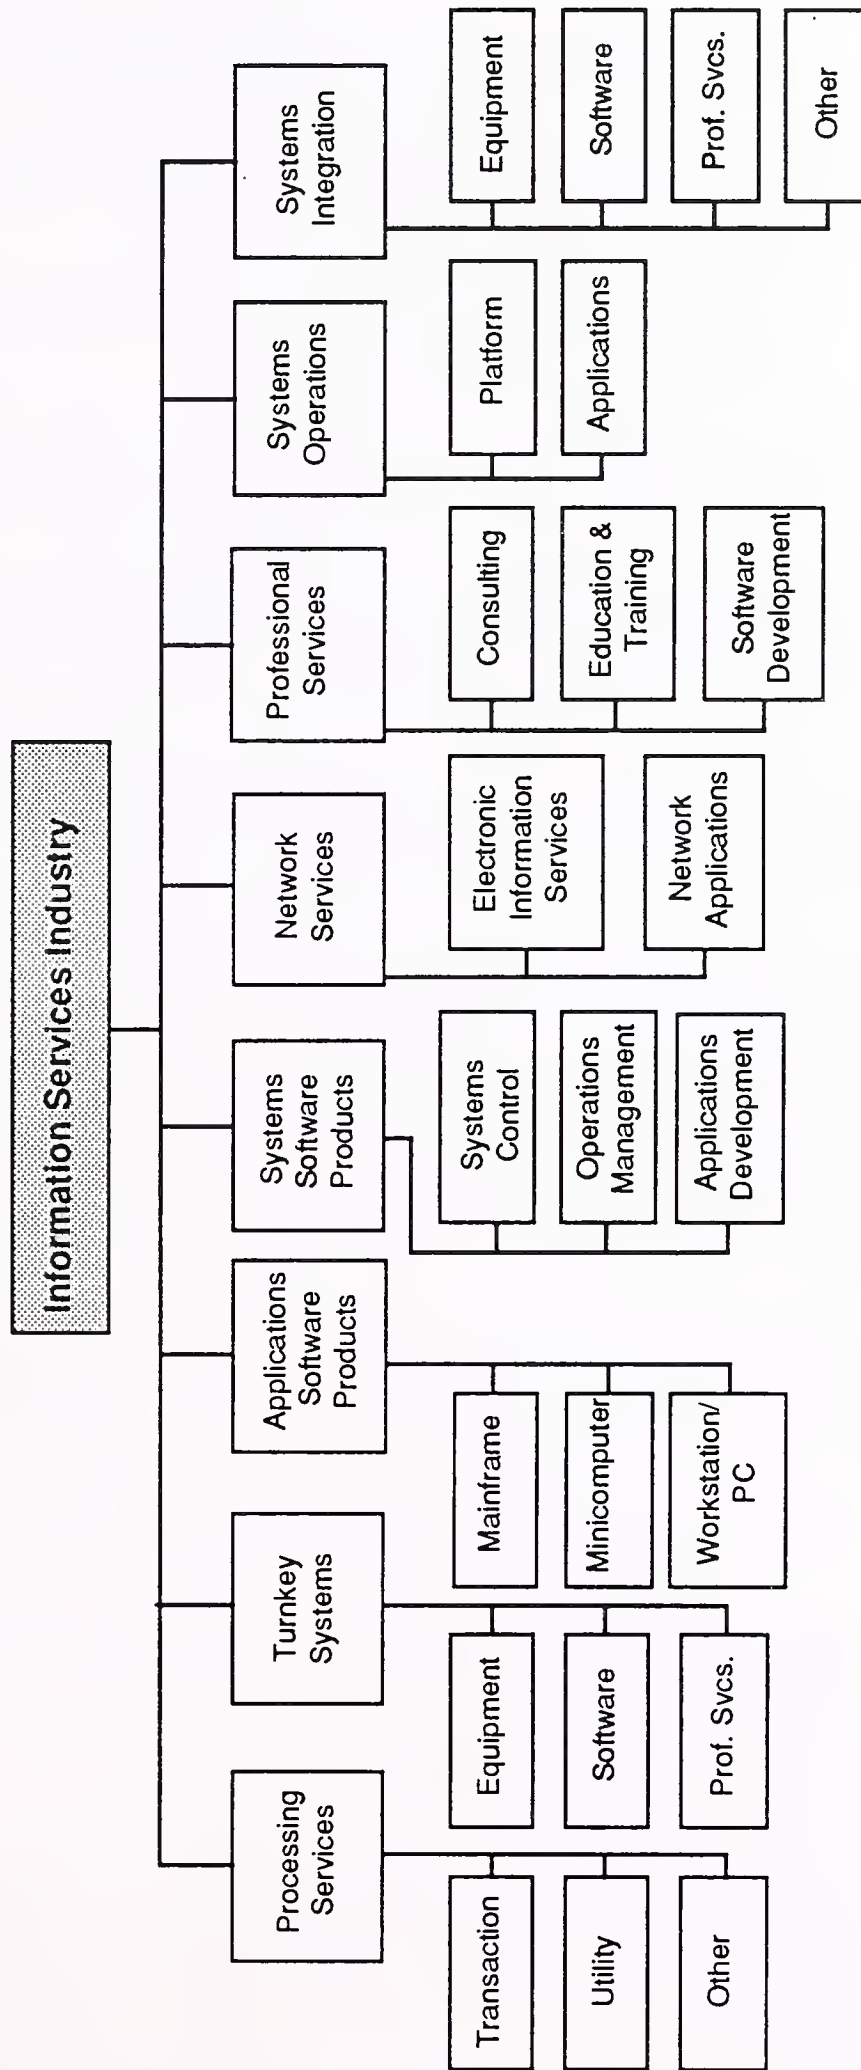 Information Services Industry
Processing
Services
Transaction
Utility
Other
Turnkey
Systems
Equipment
Software
Prof. Svcs.
Applications
Software
Products
Mainframe
Minicomputer
Workstation/
PC
Systems
Software
Products
Systems
Control
Operations
Management
Applications
Development
Network
Services
Electronic
Information
Services
Network
Applications
Professional
Services
Consulting
Education &
Training
Software
Development
Systems
Operations
Platform
Applications
Systems
Integration
Equipment
Software
Prof. Svcs.
Other